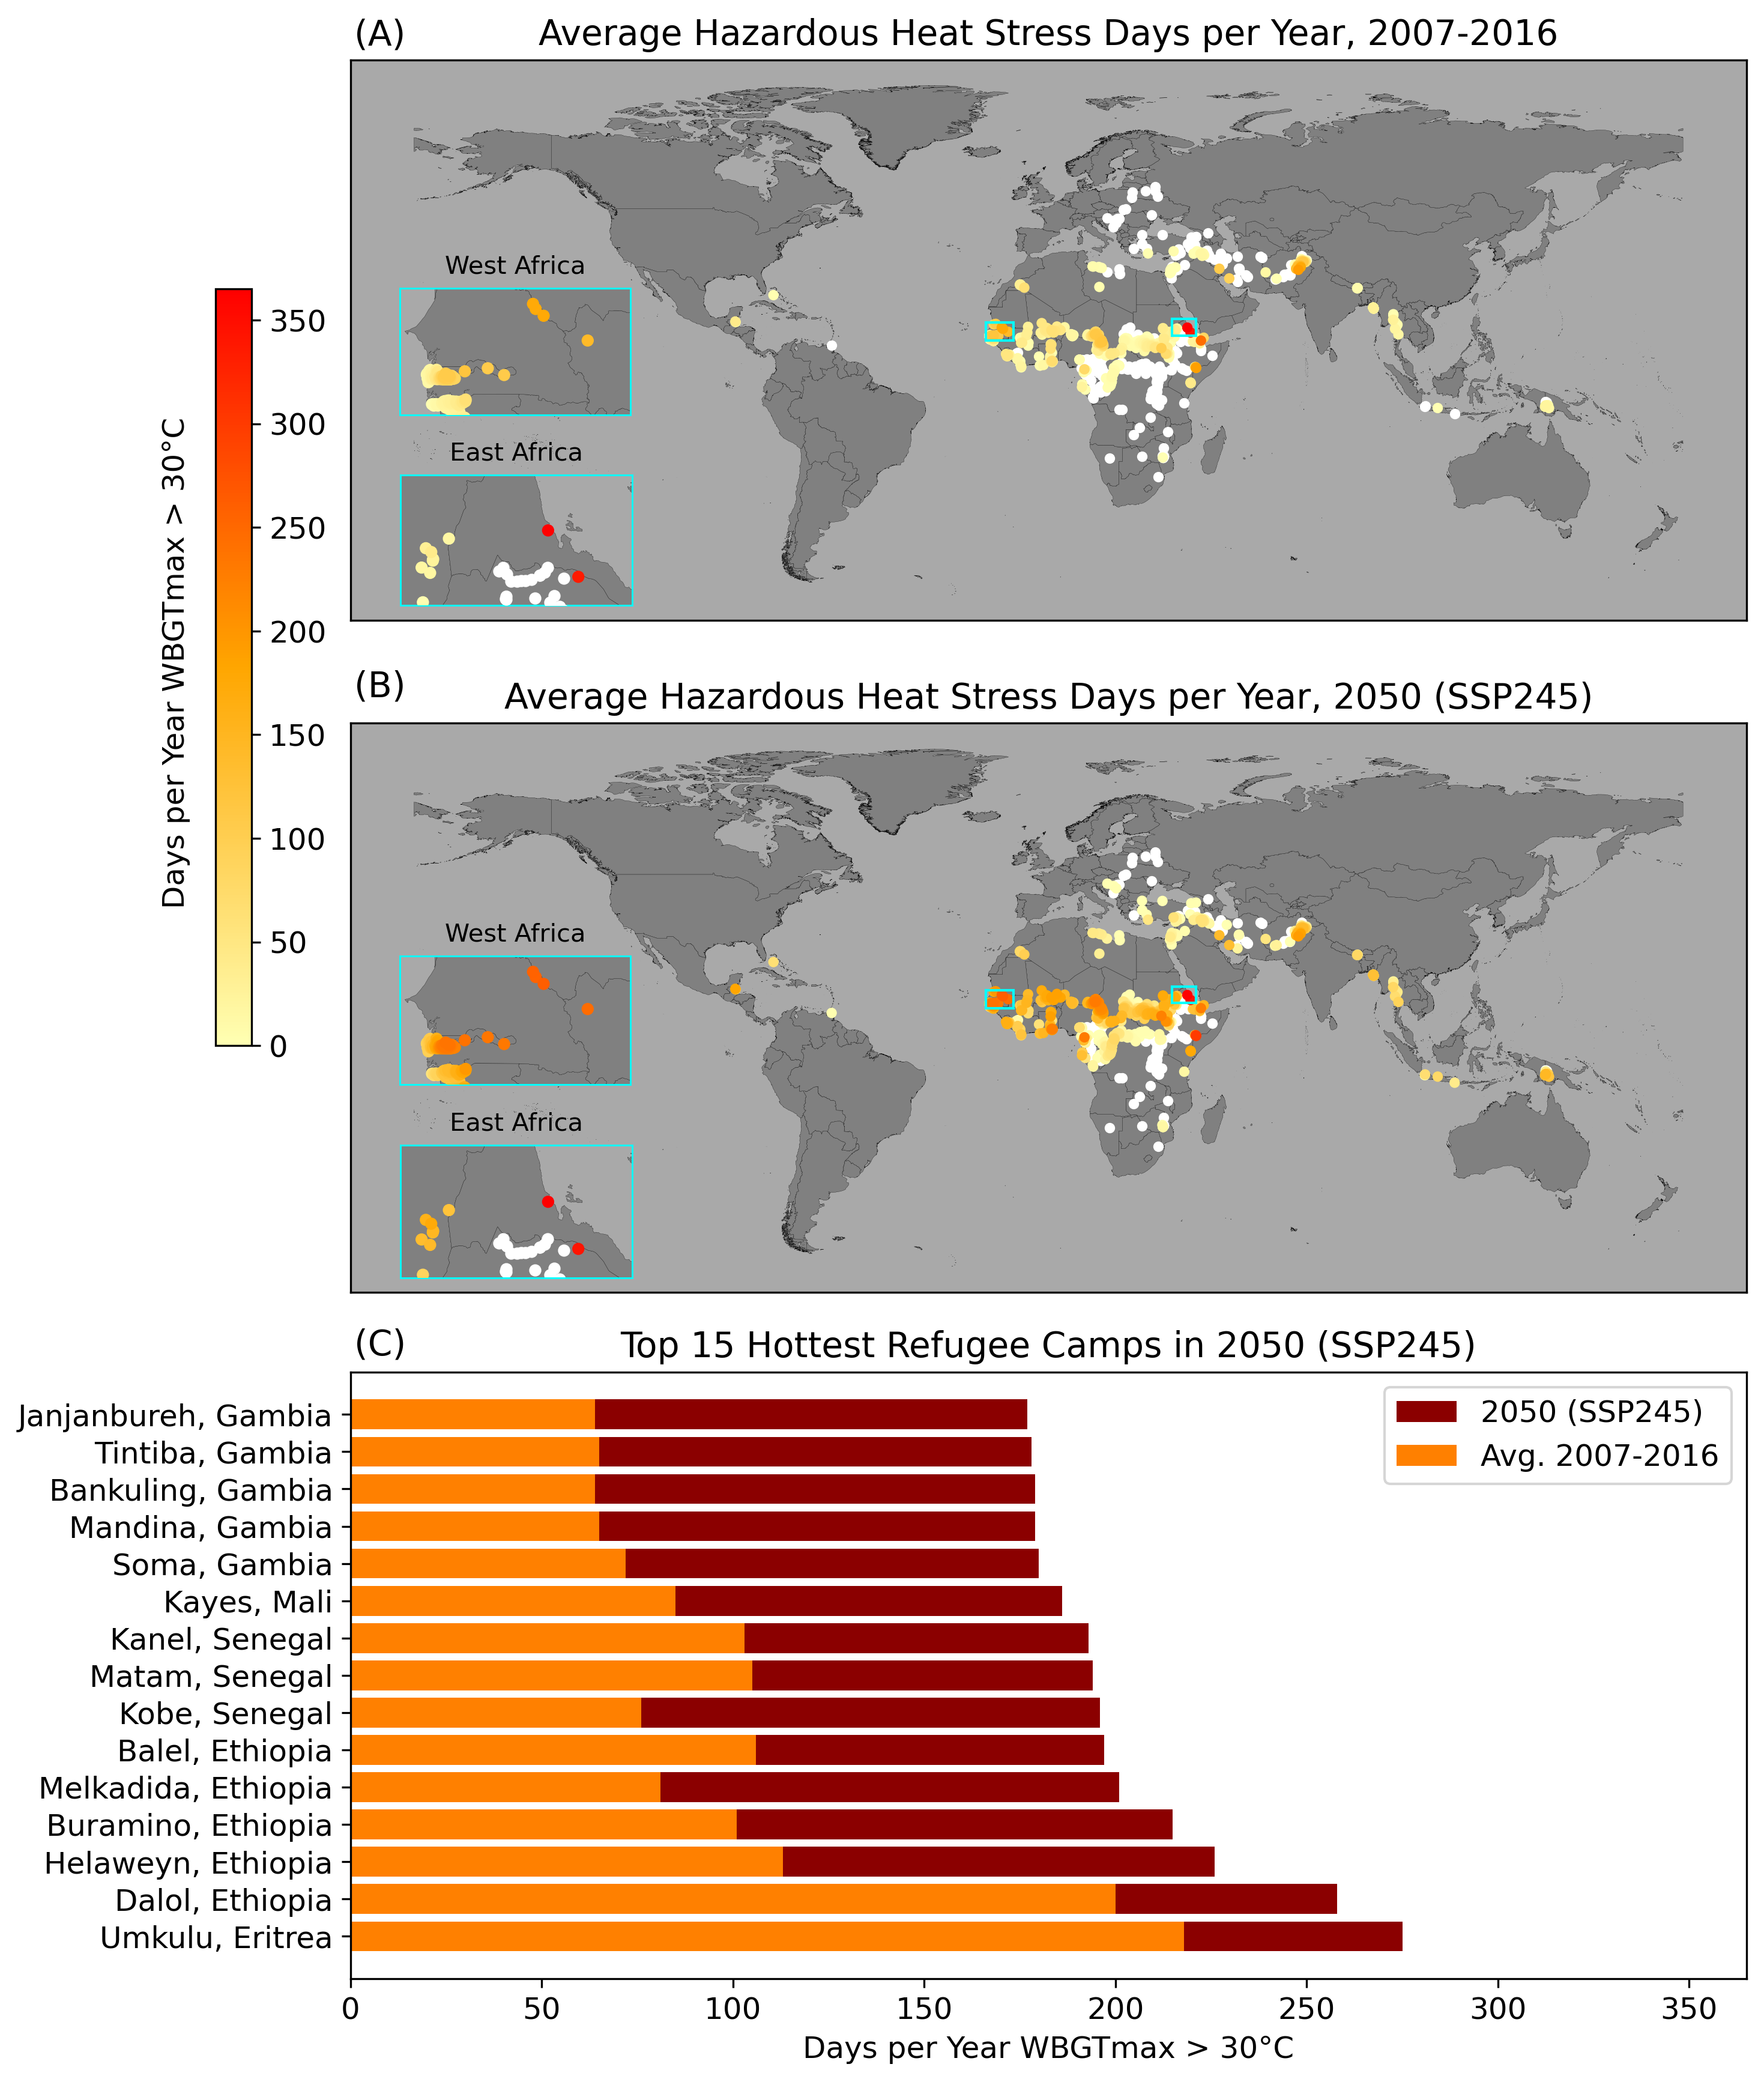 (A)
Average Hazardous Heat Stress Days per Year, 2007-2016
West Africa
East Africa
Days per Year WBGTmax > 30°C
350
300
250
200
150
100
50
0
(B)
Average Hazardous Heat Stress Days per Year, 2050 (SSP245)
West Africa
East Africa
(C)
Top 15 Hottest Refugee Camps in 2050 (SSP245)
2050 (SSP245)
Avg. 2007-2016
Janjanbureh, Gambia
Tintiba, Gambia
Bankuling, Gambia
Mandina, Gambia
Soma, Gambia
Kayes, Mali
Kanel, Senegal
Matam, Senegal
Kobe, Senegal
Balel, Ethiopia
Melkadida, Ethiopia
Buramino, Ethiopia
Helaweyn, Ethiopia
Dalol, Ethiopia
Umkulu, Eritrea
0 50 100 150 200 250 300 350
Days per Year WBGTmax > 30°C